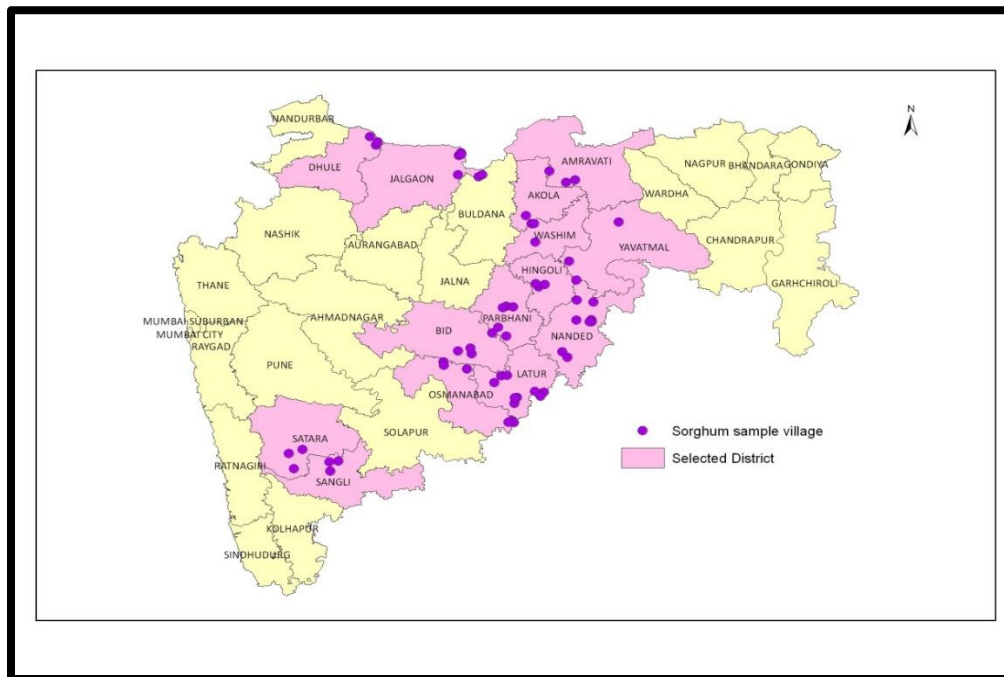 N
NANDURBAR
DHULE
JALGAON
AMRAVATI
NAGPUR
BHANDARA
GONDIYA
AKOLA
WARDHA
BULDANA
WASHIM
NASHIK
AURANGABAD
YAVATMAL
CHANDRAPUR
HINGOLI
JALNA
GARHCHIROLI
THANE
AHMADNAGAR
PARBHANI
MUMBAI SUBURBAN
BID
MUMBAI CITY
NANDED
RAYGAD
PUNE
LATUR
OSMANABAD
SATARA
SOLAPUR
Sorghum sample village
Selected District
RATNAGIRI
SANGLI
KOLHAPUR
SINDHUDURG